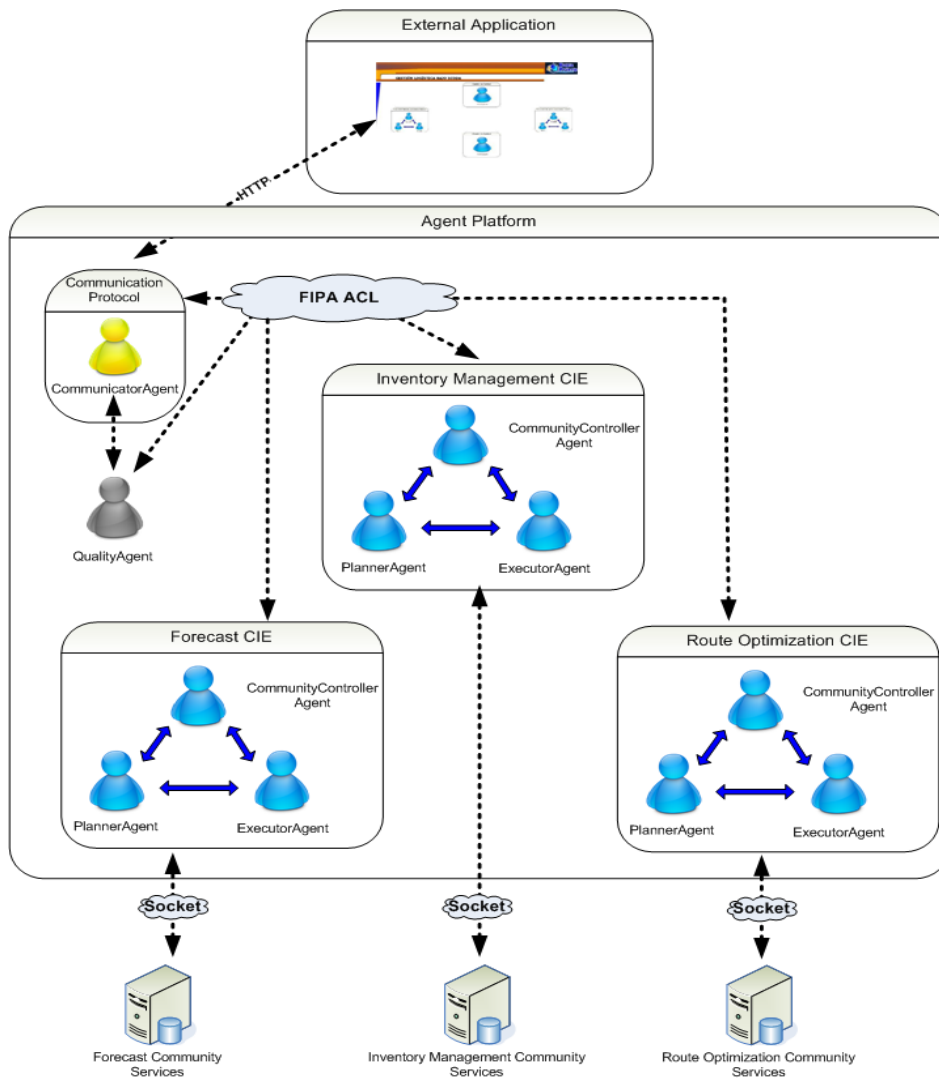 External Application
HTTP
Agent Platform
Communication
Protocol
CommunicatorAgent
FIPA ACL
QualityAgent
Inventory Management CIE
CommunityController
Agent
PlannerAgent
ExecutorAgent
Forecast CIE
CommunityController
Agent
PlannerAgent
ExecutorAgent
Route Optimization CIE
CommunityController
Agent
PlannerAgent
ExecutorAgent
Socket
Socket
Socket
Forecast Community
Services
Inventory Management Community
Services
Route Optimization Community
Services